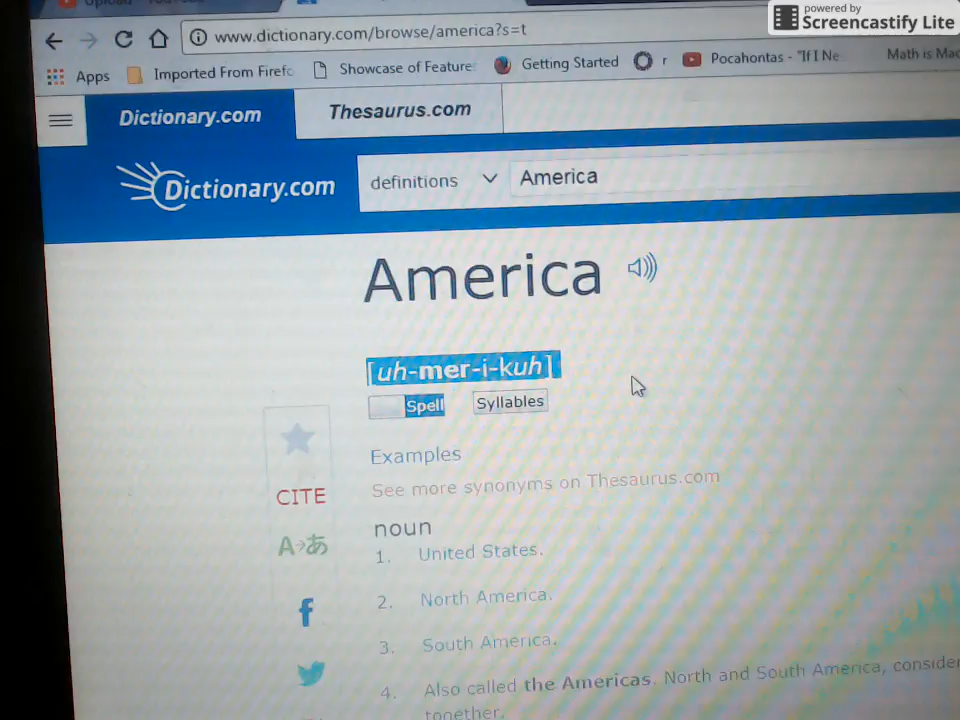 powered by
Screencastify Lite
www.dictionary.com/browse/america?s=t
Apps Imported From Firefc Showcase of Feature Getting Started r Pocahontas - "If I Ne Math is Mac
Dictionary.com Thesaurus.com
Dictionary.com definitions America
America
[uh-mer-i-kuh]
Spell Syllables
Examples
See more synonyms on Thesaurus.com
CITE
noun
1. United States.
A→あ
2. North America.
f
3. South America.
4. Also called the Americas. North and South America, consider
together.